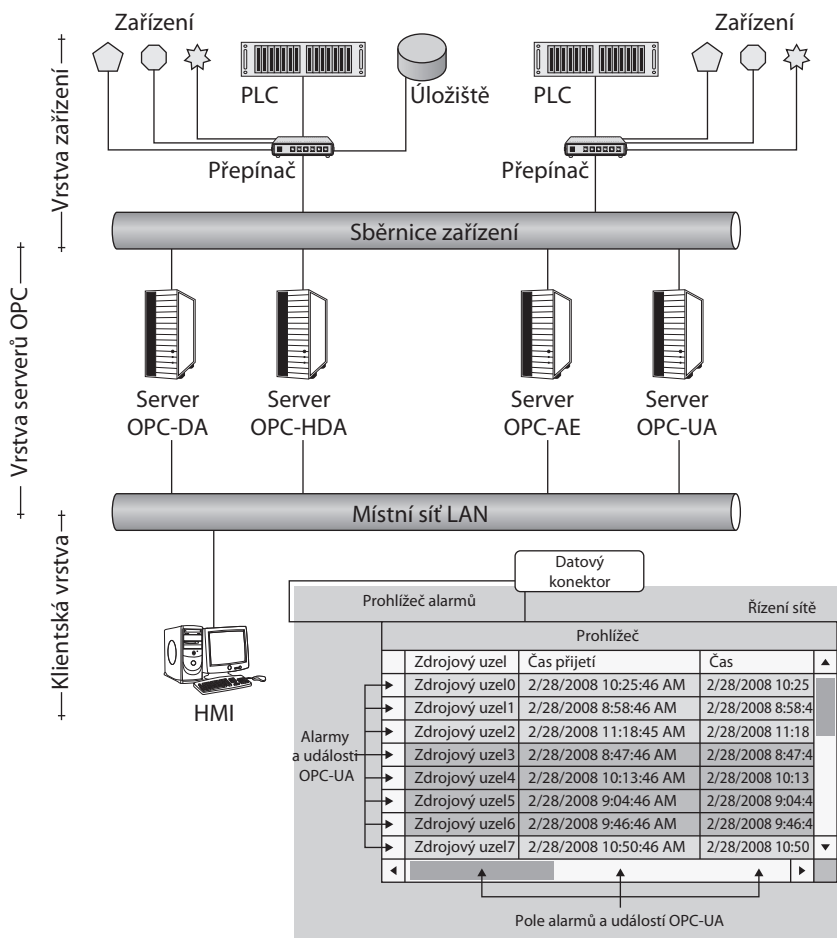 Zařízení
Zařízení
PLC
Úložiště
PLC
Přepínač
Přepínač
Vrstva zařízení
Sběrnice zařízení
Vrstva serverů OPC
Server
OPC-DA
Server
OPC-HDA
Server
OPC-AE
Server
OPC-UA
Místní síť LAN
Klientská vrstva
HMI
Datový
konektor
Prohlížeč alarmů
Řízení sítě
Prohlížeč
Zdrojový uzel Čas přijetí Čas
Zdrojový uzel0 2/28/2008 10:25:46 AM 2/28/2008 10:25
Zdrojový uzel1 2/28/2008 8:58:46 AM 2/28/2008 8:58:4
Zdrojový uzel2 2/28/2008 11:18:45 AM 2/28/2008 11:18
Zdrojový uzel3 2/28/2008 8:47:46 AM 2/28/2008 8:47:4
Zdrojový uzel4 2/28/2008 10:13:46 AM 2/28/2008 10:13
Zdrojový uzel5 2/28/2008 9:04:46 AM 2/28/2008 9:04:4
Zdrojový uzel6 2/28/2008 9:46:46 AM 2/28/2008 9:46:4
Zdrojový uzel7 2/28/2008 10:50:46 AM 2/28/2008 10:50
Alarmy
a události
OPC-UA
Pole alarmů a událostí OPC-UA